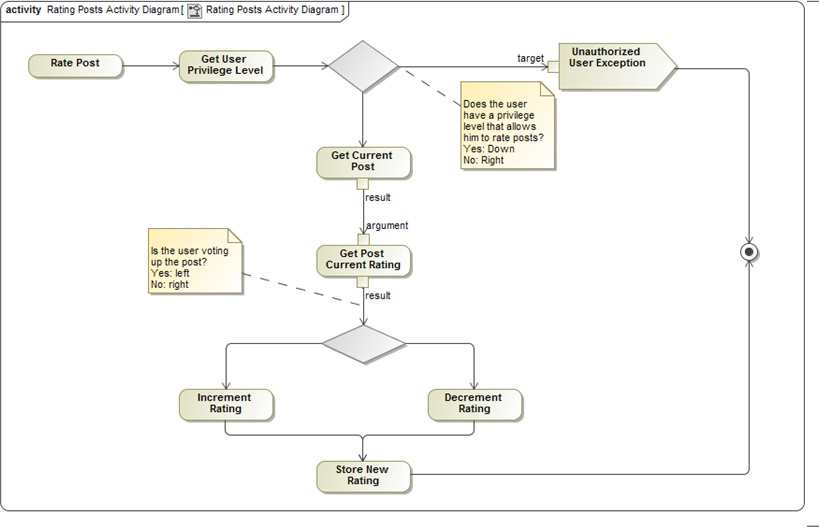 activity Rating Posts Activity Diagram [ Rating Posts Activity Diagram ]
Rate Post
Get User
Privilege Level
target
Unauthorized
User Exception
Does the user
have a privilege
level that allows
him to rate posts?
Yes: Down
No: Right
Get Current
Post
result
argument
Get Post
Current Rating
result
Is the user voting
up the post?
Yes: left
No: right
Increment
Rating
Decrement
Rating
Store New
Rating